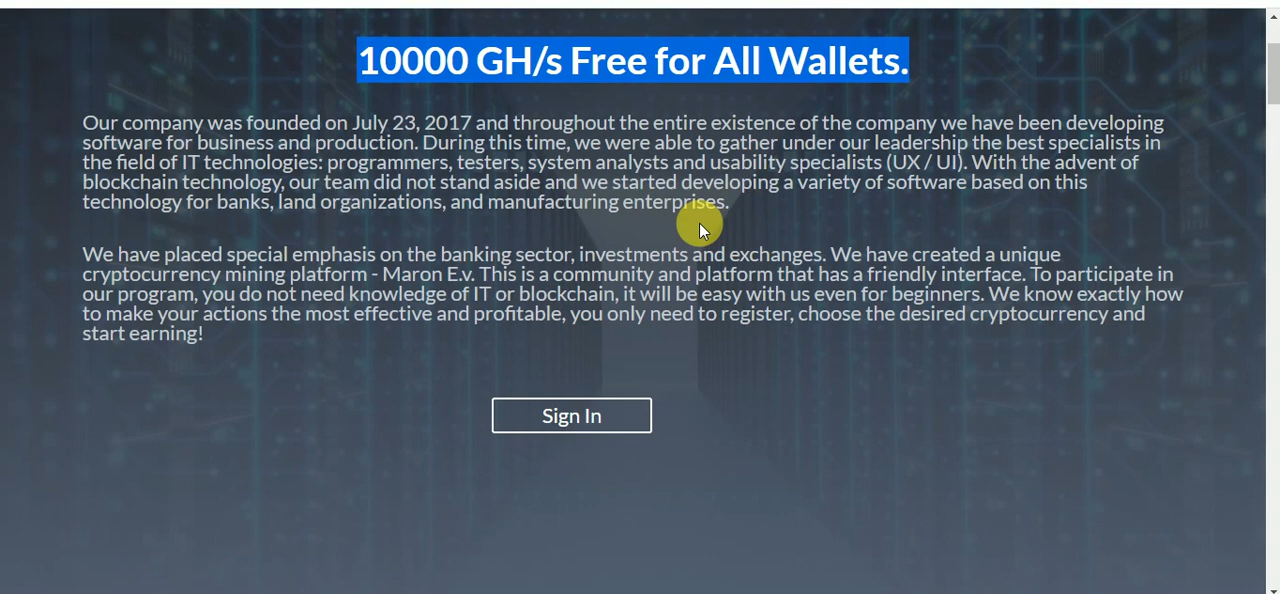 10000 GH/s Free for All Wallets.
Our company was founded on July 23, 2017 and throughout the entire existence of the company we have been developing
software for business and production. During this time, we were able to gather under our leadership the best specialists in
the field of IT technologies: programmers, testers, system analysts and usability specialists (UX / UI). With the advent of
blockchain technology, our team did not stand aside and we started developing a variety of software based on this
technology for banks, land organizations, and manufacturing enterprises.
We have placed special emphasis on the banking sector, investments and exchanges. We have created a unique
cryptocurrency mining platform - Maron E.v. This is a community and platform that has a friendly interface. To participate in
our program, you do not need knowledge of IT or blockchain, it will be easy with us even for beginners. We know exactly how
to make your actions the most effective and profitable, you only need to register, choose the desired cryptocurrency and
start earning!
Sign In